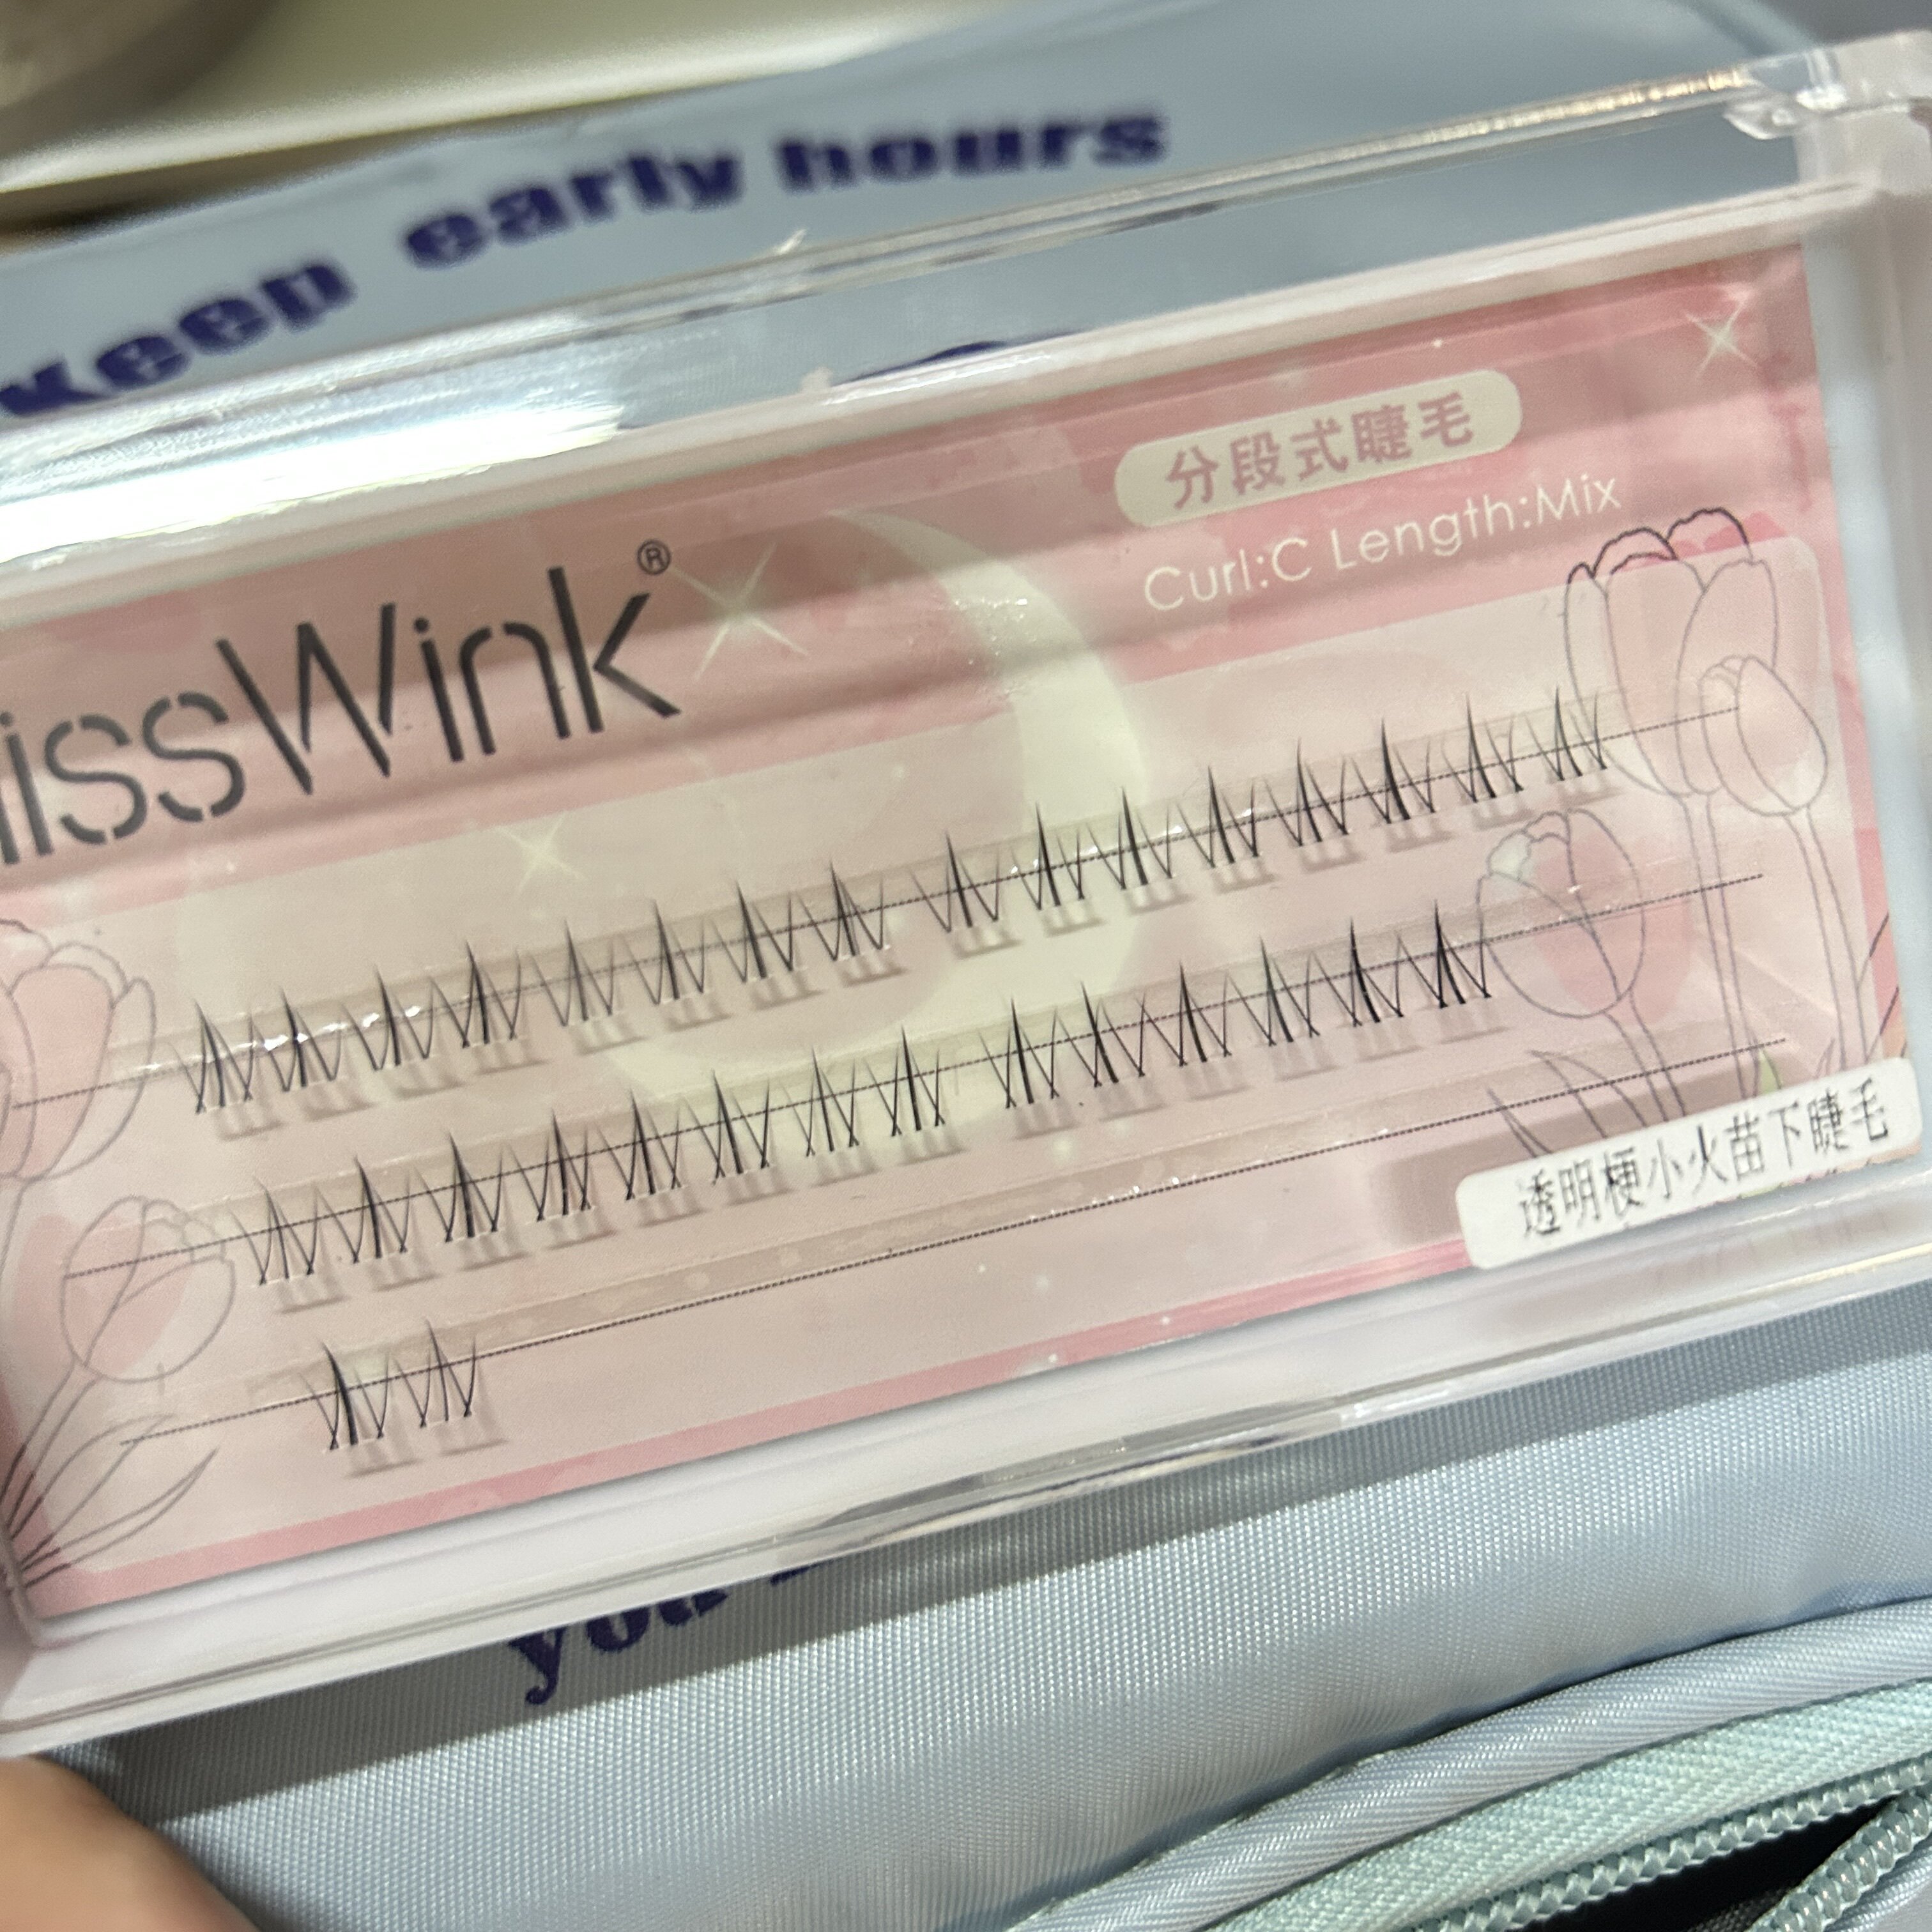 Keep early hours
issWink®
分段式睫毛
Curl:C Length:Mix
透明梗小火苗下睫毛
you